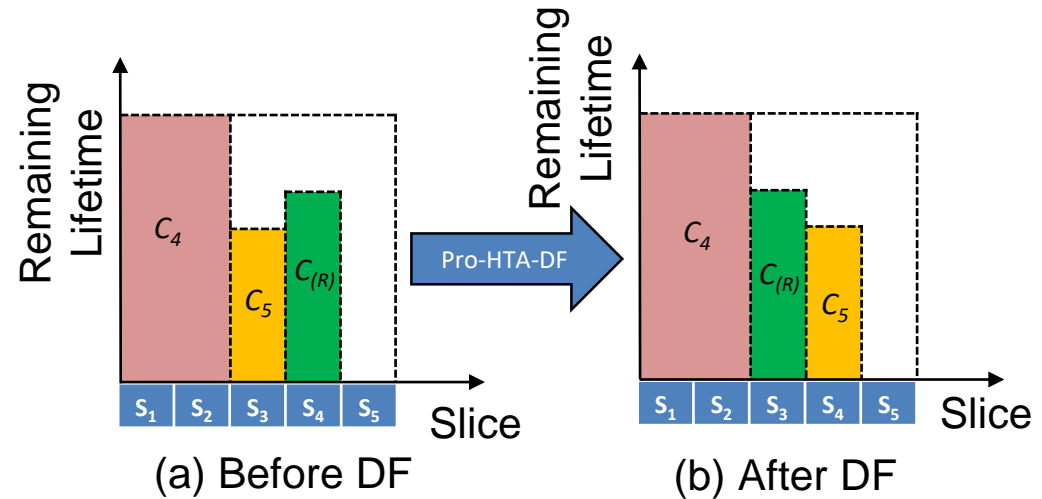 Remaining
Lifetime
C4
C5
C(R)
S1 S2 S3 S4 S5
Slice
(a) Before DF
Pro-HTA-DF
Remaining
Lifetime
C4
C(R)
C5
S1 S2 S3 S4 S5
Slice
(b) After DF